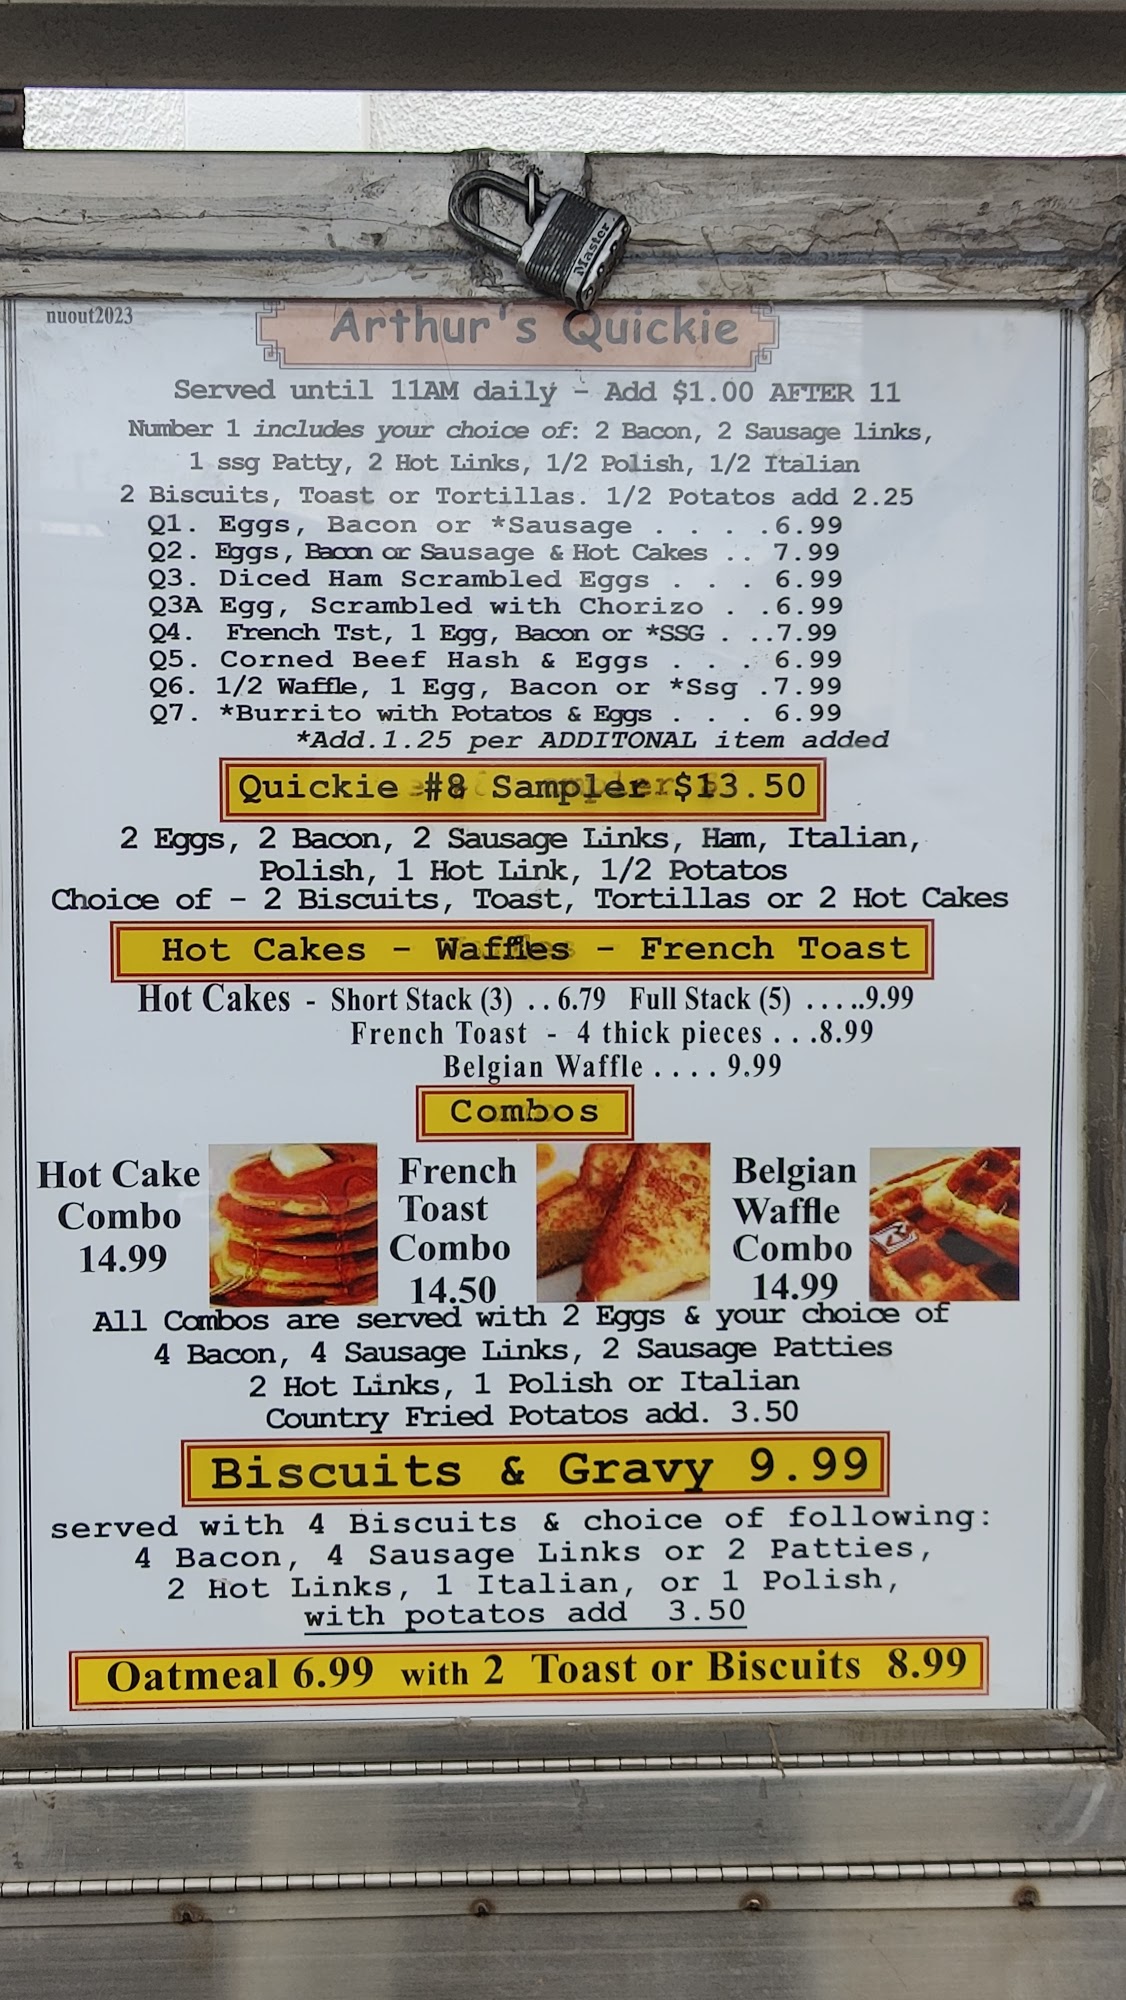 Master
nuout2023
Arthur's Quickie
Served until 11AM daily - Add $1.00 AFTER 11
Number 1 includes your choice of: 2 Bacon, 2 Sausage links,
1 ssg Patty, 2 Hot Links, 1/2 Polish, 1/2 Italian
2 Biscuits, Toast or Tortillas. 1/2 Potatos add 2.25
Q1. Eggs, Bacon or *Sausage . . . .6.99
Q2. Eggs, Bacon or Sausage & Hot Cakes .. 7.99
Q3. Diced Ham Scrambled Eggs . . . 6.99
Q3A Egg, Scrambled with Chorizo . .6.99
Q4. French Tst, 1 Egg, Bacon or *SSG . ..7.99
Q5. Corned Beef Hash & Eggs . . . 6.99
Q6. 1/2 Waffle, 1 Egg, Bacon or *Ssg .7.99
Q7. *Burrito with Potatos & Eggs . . . 6.99
*Add.1.25 per ADDITONAL item added
Quickie #8 Sampler $13.50
2 Eggs, 2 Bacon, 2 Sausage Links, Ham, Italian,
Polish, 1 Hot Link, 1/2 Potatos
Choice of - 2 Biscuits, Toast, Tortillas or 2 Hot Cakes
Hot Cakes - Waffles - French Toast
Hot Cakes - Short Stack (3) . . 6.79 Full Stack (5) . . . . ..9.99
French Toast - 4 thick pieces . . .8.99
Belgian Waffle . . . . 9.99
Combos
Hot Cake
Combo
14.99
French
Toast
Combo
14.50
Belgian
Waffle
Combo
14.99
All Combos are served with 2 Eggs & your choice of
4 Bacon, 4 Sausage Links, 2 Sausage Patties
2 Hot Links, 1 Polish or Italian
Country Fried Potatos add. 3.50
Biscuits & Gravy 9.99
served with 4 Biscuits & choice of following:
4 Bacon, 4 Sausage Links or 2 Patties,
2 Hot Links, 1 Italian, or 1 Polish,
with potatos add 3.50
Oatmeal 6.99 with 2 Toast or Biscuits 8.99